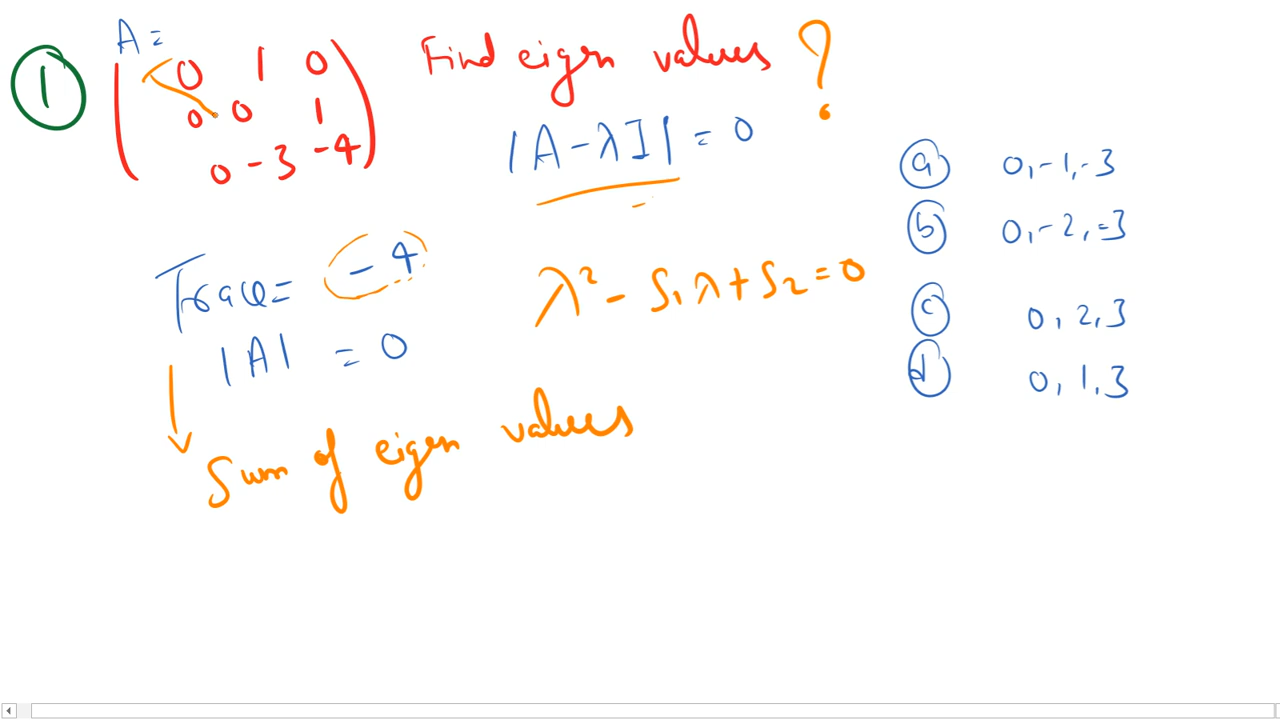 ① A =
0 1 0
0 0 1
0 -3 -4
Find eigen values ?
|A - λI| = 0
Trace = -4
|A| = 0
λ² - S₁λ + S₂ = 0
Sum of eigen values
ⓐ 0, -1, -3
ⓑ 0, -2, -3
ⓒ 0, 2, 3
ⓓ 0, 1, 3